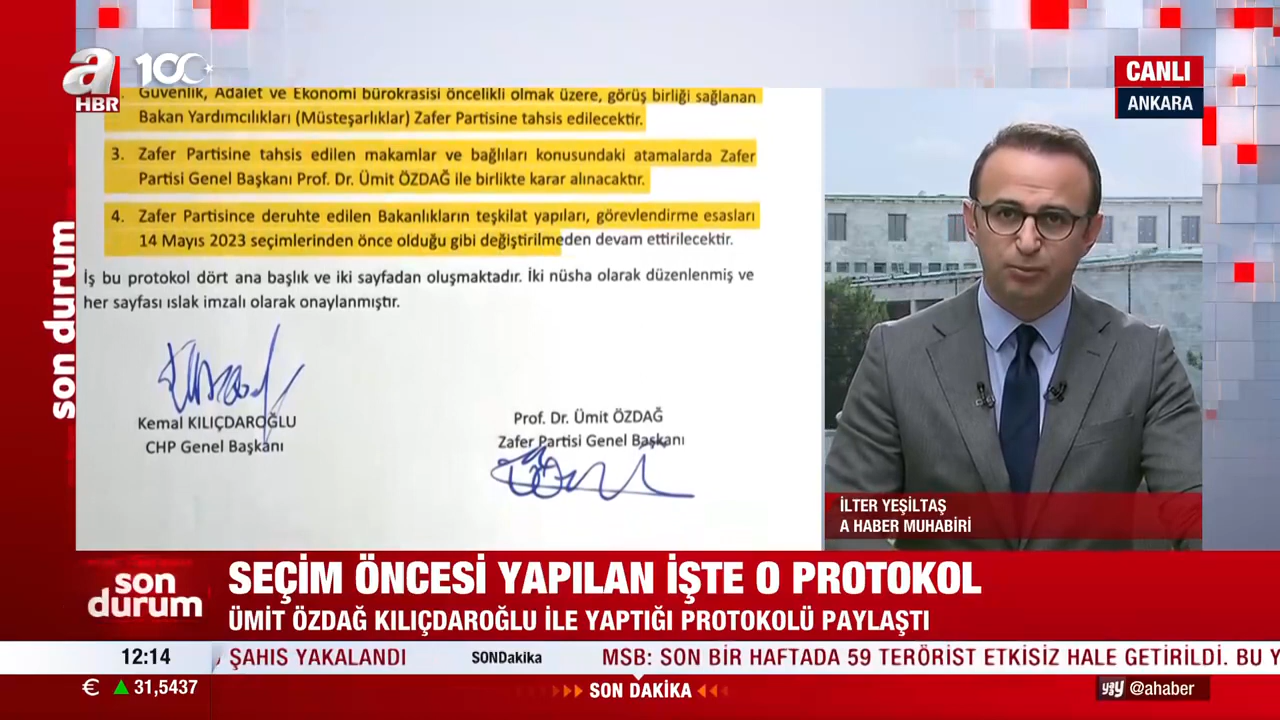 a
HBR
100
CANLI
ANKARA
Güvenlik, Adalet ve Ekonomi bürokrasisi öncelikli olmak üzere, görüş birliği sağlanan
Bakan Yardımcılıkları (Müsteşarlıklar) Zafer Partisine tahsis edilecektir.
3. Zafer Partisine tahsis edilen makamlar ve bağlıları konusundaki atamalarda Zafer
Partisi Genel Başkanı Prof. Dr. Ümit ÖZDAĞ ile birlikte karar alınacaktır.
4. Zafer Partisince deruhte edilen Bakanlıkların teşkilat yapıları, görevlendirme esasları
14 Mayıs 2023 seçimlerinden önce olduğu gibi değiştirilmeden devam ettirilecektir.
İş bu protokol dört ana başlık ve iki sayfadan oluşmaktadır. İki nüsha olarak düzenlenmiş ve
her sayfası ıslak imzalı olarak onaylanmıştır.
Kemal KILIÇDAROĞLU
CHP Genel Başkanı
Prof. Dr. Ümit ÖZDAĞ
Zafer Partisi Genel Başkanı
son durum
İLTER YEŞİLTAŞ
A HABER MUHABİRİ
son
durum
SEÇİM ÖNCESİ YAPILAN İŞTE O PROTOKOL
ÜMİT ÖZDAĞ KILIÇDAROĞLU İLE YAPTIĞI PROTOKOLÜ PAYLAŞTI
12:14
ŞAHIS YAKALANDI SONDakika MSB: SON BİR HAFTADA 59 TERÖRİST ETKİSİZ HALE GETİRİLDİ. BU Y
€ 31,5437
SON DAKİKA
@ahaber